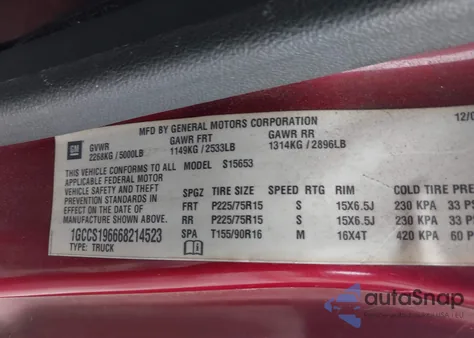 MFD BY GENERAL MOTORS CORPORATION 12/0
GM GVWR GAWR FRT GAWR RR
2268KG / 5000LB 1149KG / 2533LB 1314KG / 2896LB
THIS VEHICLE CONFORMS TO ALL S15653
APPLICABLE FEDERAL MOTOR
VEHICLE SAFETY AND THEFT SPGZ TIRE SIZE SPEED RTG RIM COLD TIRE PRE
PREVENTION STANDARDS FRT P225/75R15 S 15X6.5J 230 KPA 33 PS
IN EFFECT ON THE DATE OF RR P225/75R15 S 15X6.5J 230 KPA 33 P
MANUFACTURE SHOWN ABOVE.
1GCCS196668214523 SPA T155/90R16 M 16X4T 420 KPA 60 P
TYPE: TRUCK
autoSnap